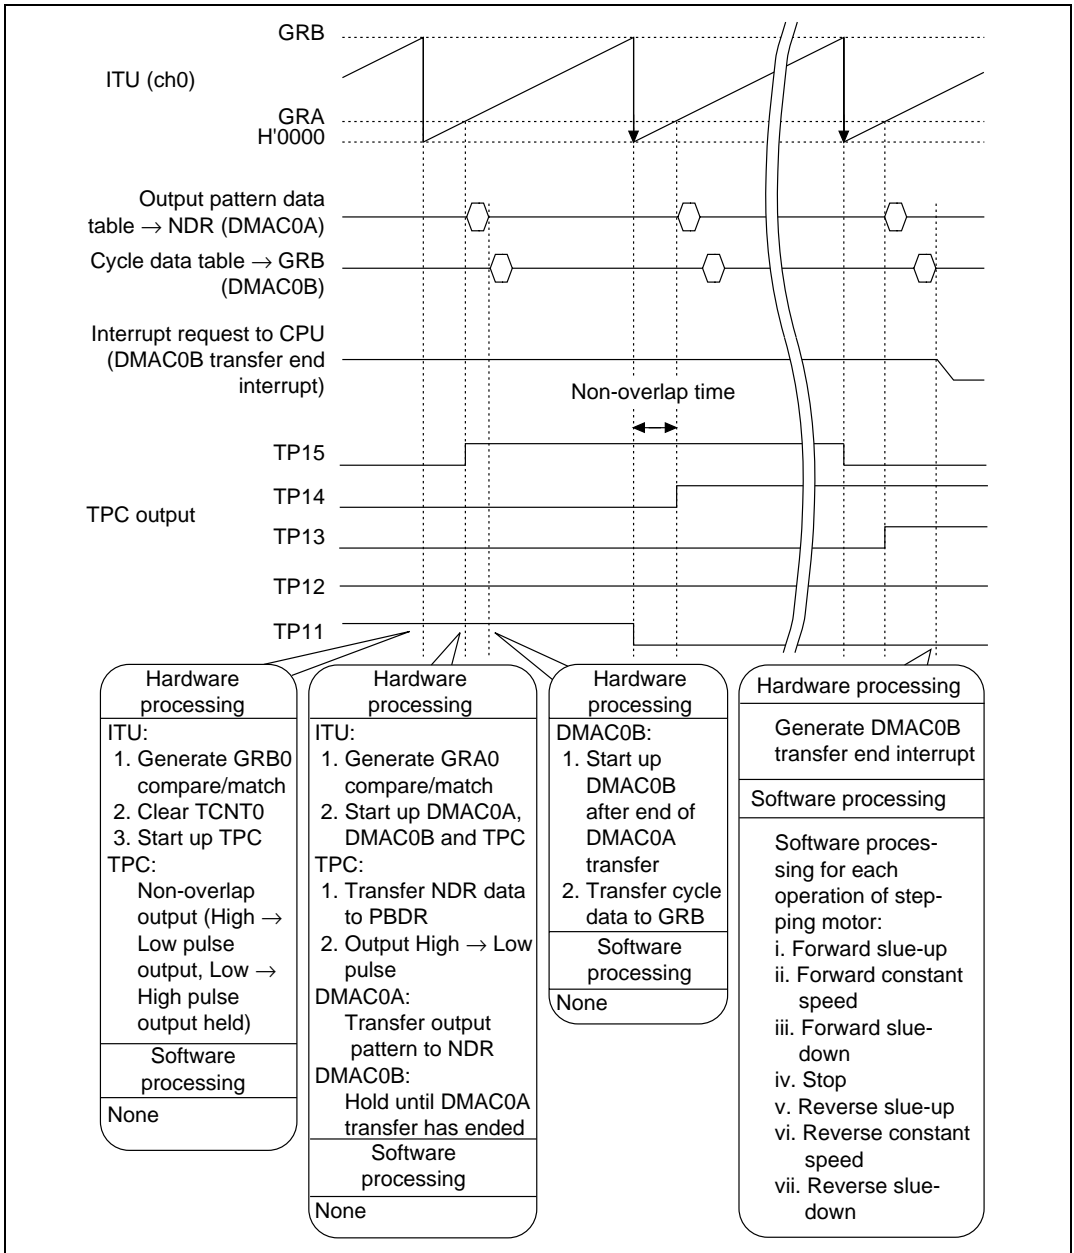 GRB
ITU (ch0)
GRA
H'0000
Output pattern data
table → NDR (DMAC0A)
Cycle data table → GRB
(DMAC0B)
Interrupt request to CPU
(DMAC0B transfer end
interrupt)
Non-overlap time
TP15
TP14
TPC output
TP13
TP12
TP11
Hardware
processing
ITU:
1. Generate GRB0
compare/match
2. Clear TCNT0
3. Start up TPC
TPC:
Non-overlap
output (High →
Low pulse
output, Low →
High pulse
output held)
Software
processing
None
Hardware
processing
ITU:
1. Generate GRA0
compare/match
2. Start up DMAC0A,
DMAC0B and TPC
TPC:
1. Transfer NDR data
to PBDR
2. Output High → Low
pulse
DMAC0A:
Transfer output
pattern to NDR
DMAC0B:
Hold until DMAC0A
transfer has ended
Software
processing
None
Hardware
processing
DMAC0B:
1. Start up
DMAC0B
after end of
DMAC0A
transfer
2. Transfer cycle
data to GRB
Software
processing
None
Hardware processing
Generate DMAC0B
transfer end interrupt
Software processing
Software proces-
sing for each
operation of step-
ping motor:
i. Forward slue-up
ii. Forward constant
speed
iii. Forward slue-
down
iv. Stop
v. Reverse slue-up
vi. Reverse constant
speed
vii. Reverse slue-
down